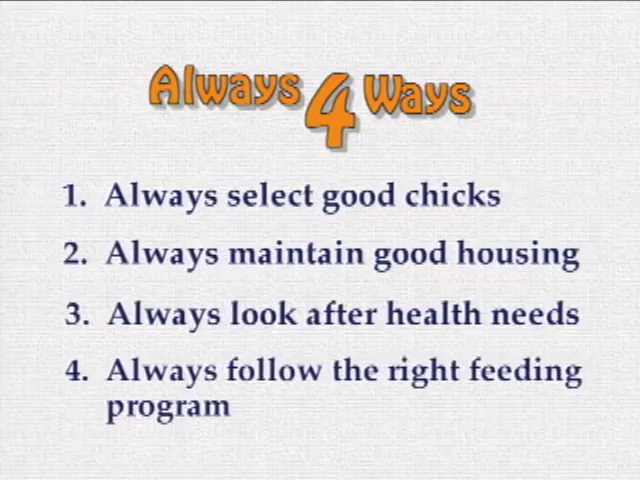 Always 4 Ways
1. Always select good chicks
2. Always maintain good housing
3. Always look after health needs
4. Always follow the right feeding
program